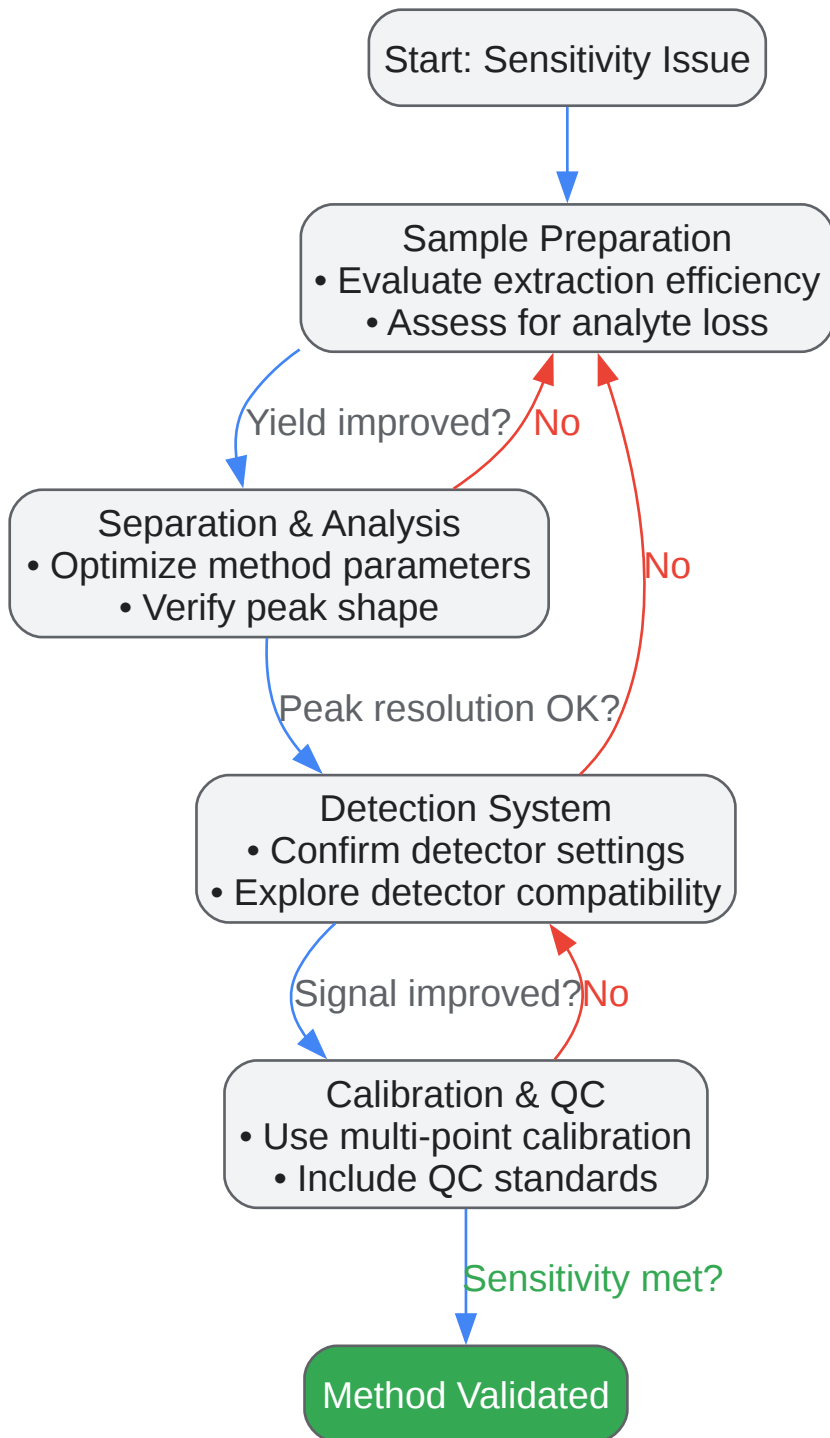 Start: Sensitivity Issue
Sample Preparation
• Evaluate extraction efficiency
• Assess for analyte loss
Yield improved?
No
Separation & Analysis
• Optimize method parameters
• Verify peak shape
No
Peak resolution OK?
Detection System
• Confirm detector settings
• Explore detector compatibility
Signal improved?
No
Calibration & QC
• Use multi-point calibration
• Include QC standards
Sensitivity met?
Method Validated